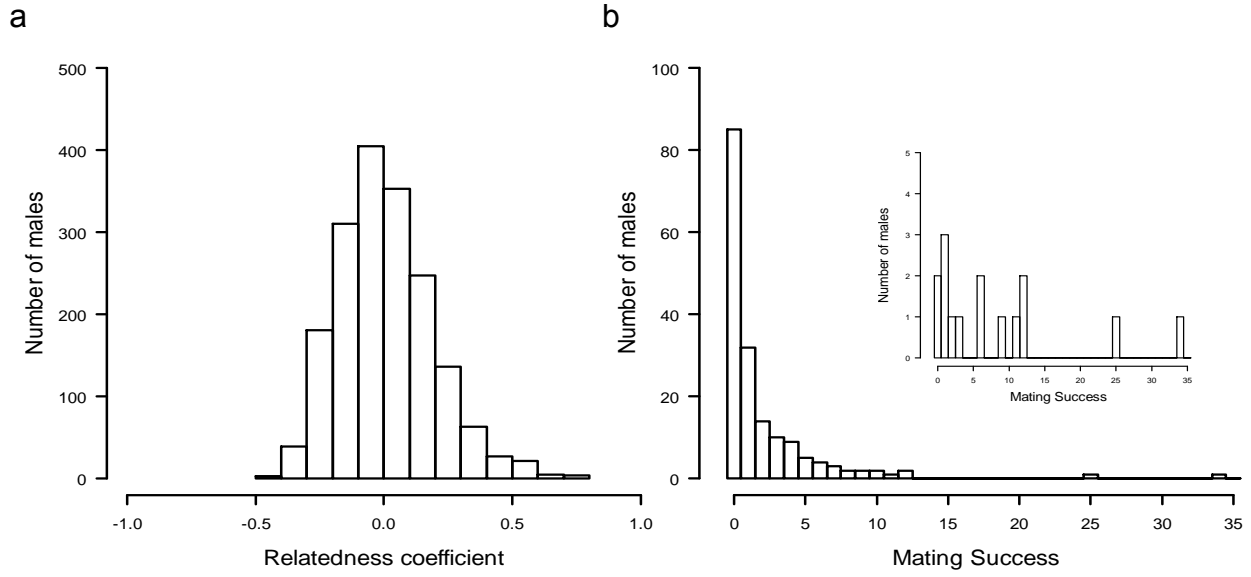 a
b
500
400
300
200
100
0
Number of males
-1.0 -0.5 0.0 0.5 1.0
Relatedness coefficient
100
80
60
40
20
0
Number of males
0 5 10 15 20 25 30 35
Mating Success
5
4
3
2
1
0
Number of males
0 5 10 15 20 25 30 35
Mating Success